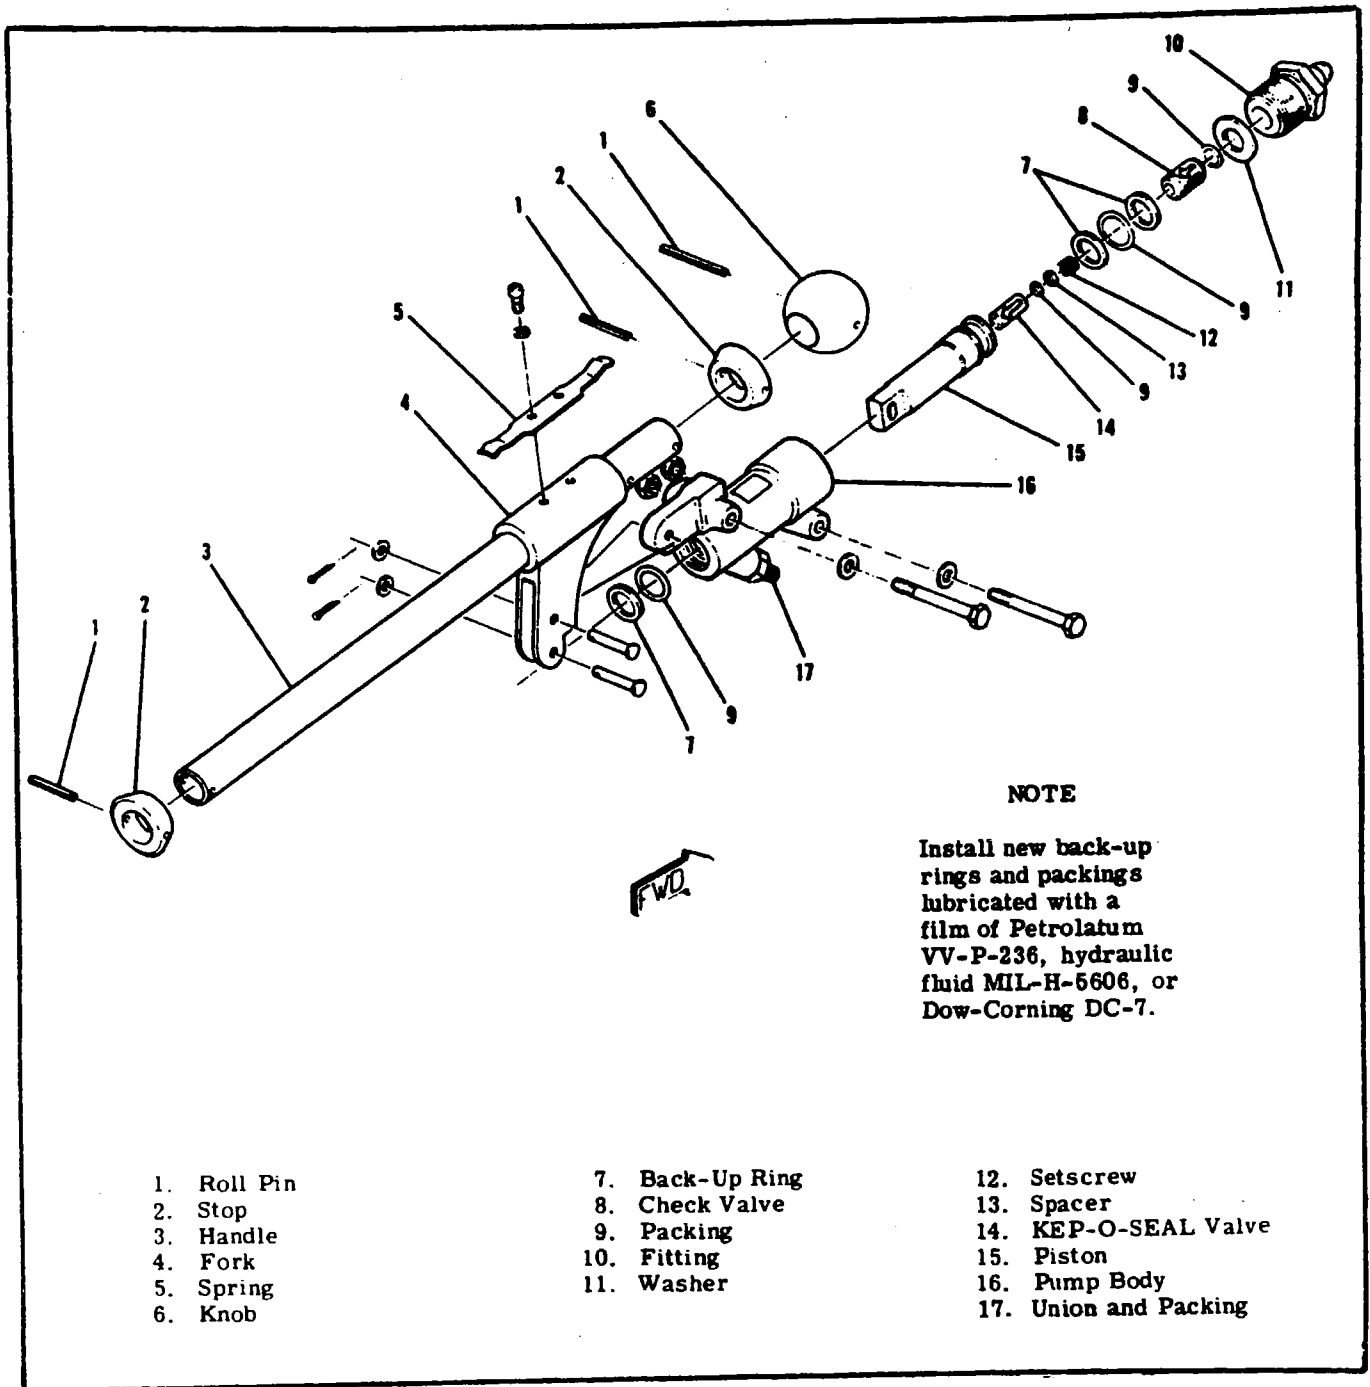 10
9
6
8
1
7
2
1
5
11
9
12
13
4
9
14
15
16
3
2
1
17
9
7
NOTE
Install new back-up
rings and packings
lubricated with a
film of Petrolatum
VV-P-236, hydraulic
fluid MIL-H-5606, or
Dow-Corning DC-7.
FWD
1. Roll Pin
2. Stop
3. Handle
4. Fork
5. Spring
6. Knob
7. Back-Up Ring
8. Check Valve
9. Packing
10. Fitting
11. Washer
12. Setscrew
13. Spacer
14. KEP-O-SEAL Valve
15. Piston
16. Pump Body
17. Union and Packing